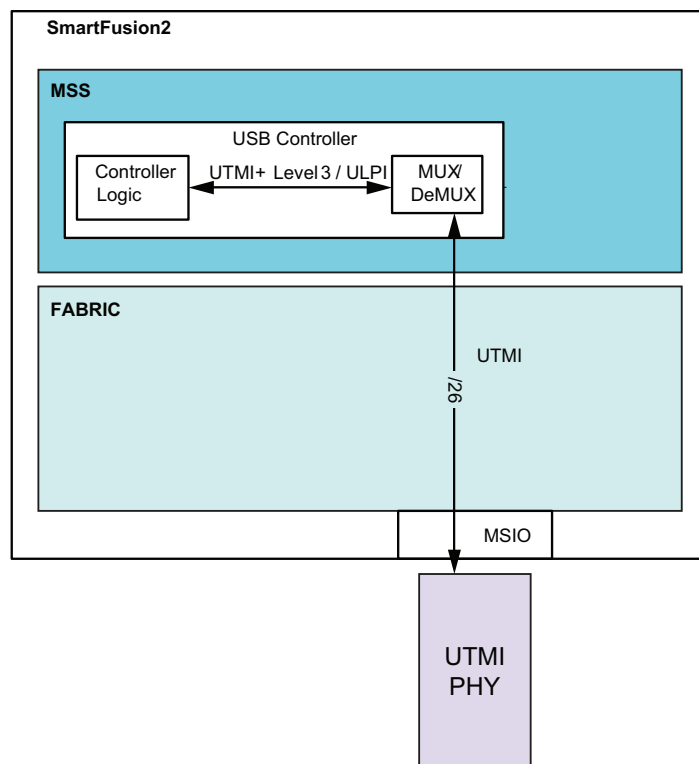 SmartFusion2
MSS
USB Controller
Controller
Logic
UTMI+ Level 3 / ULPI
MUX/
DeMUX
FABRIC
UTMI
/26
MSIO
UTMI
PHY